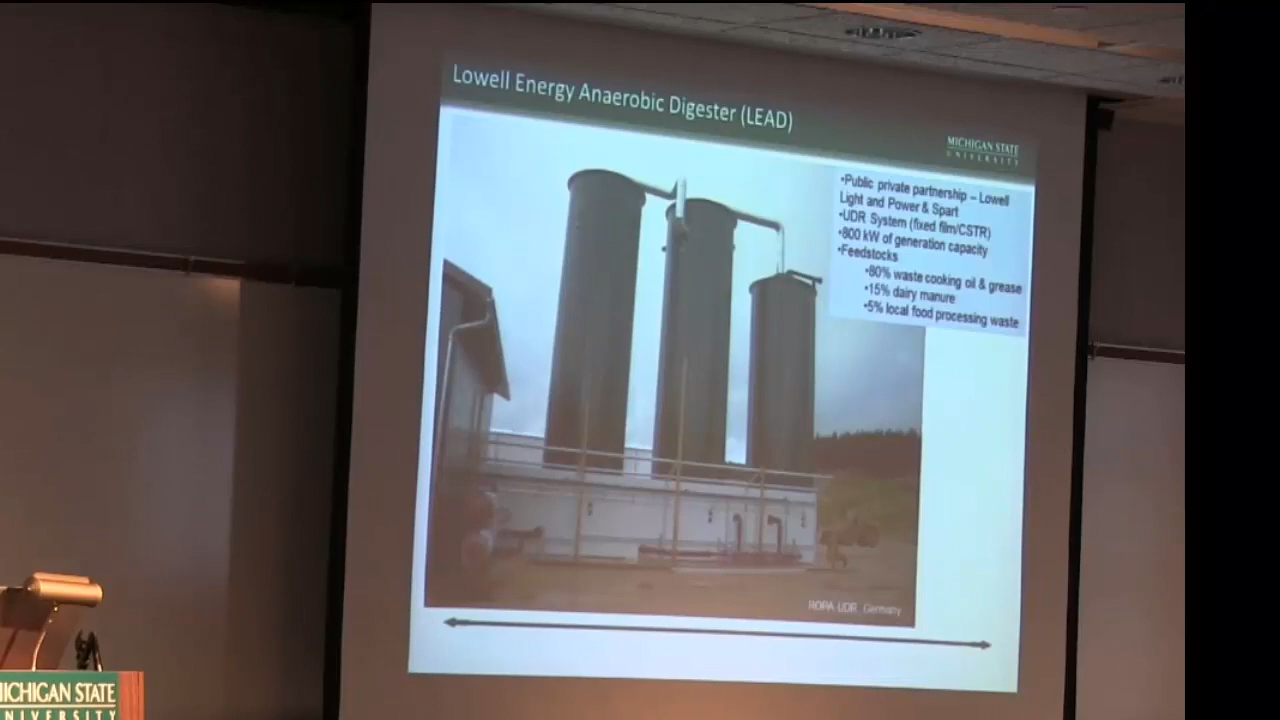 Lowell Energy Anaerobic Digester (LEAD)
MICHIGAN STATE
UNIVERSITY
•Public private partnership – Lowell
Light and Power & Spart
•UDR System (fixed film/CSTR)
•800 kW of generation capacity
•Feedstocks
•80% waste cooking oil & grease
•15% dairy manure
•5% local food processing waste
ROPA UDR, Germany
MICHIGAN STATE
UNIVERSITY